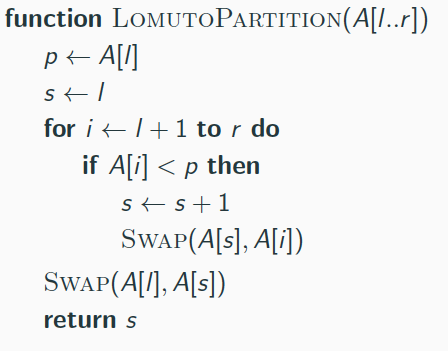 function LOMUTOPARTITION(A[l..r])
p ← A[l]
s ← l
for i ← l + 1 to r do
if A[i] < p then
s ← s + 1
SWAP(A[s], A[i])
SWAP(A[l], A[s])
return s